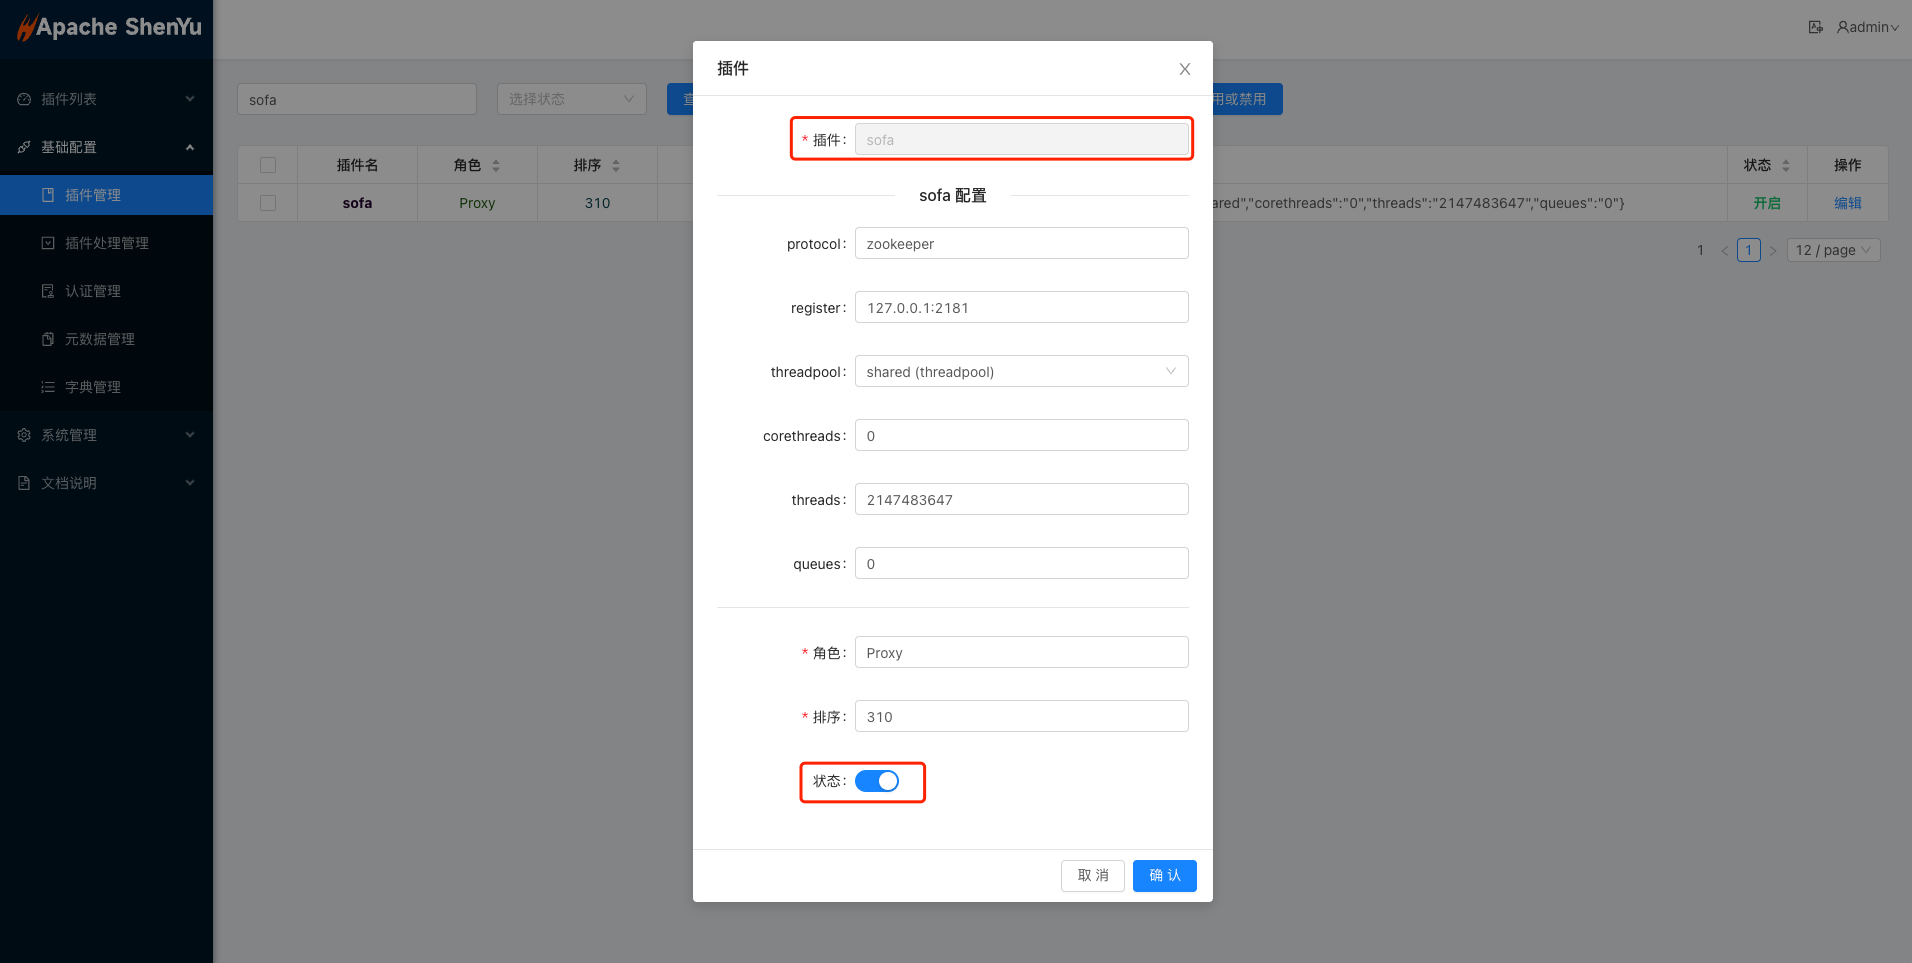 Apache ShenYu
admin
插件列表
基础配置
插件管理
插件处理管理
认证管理
元数据管理
字典管理
系统管理
文档说明
sofa
选择状态
用或禁用
插件名
角色
排序
状态
操作
sofa
Proxy
310
ared","corethreads":"0","threads":"2147483647","queues":"0"}
开启
编辑
1
1
12 / page
插件
* 插件:
sofa
sofa 配置
protocol:
zookeeper
register:
127.0.0.1:2181
threadpool:
shared (threadpool)
corethreads:
0
threads:
2147483647
queues:
0
* 角色:
Proxy
* 排序:
310
状态:
取 消
确 认